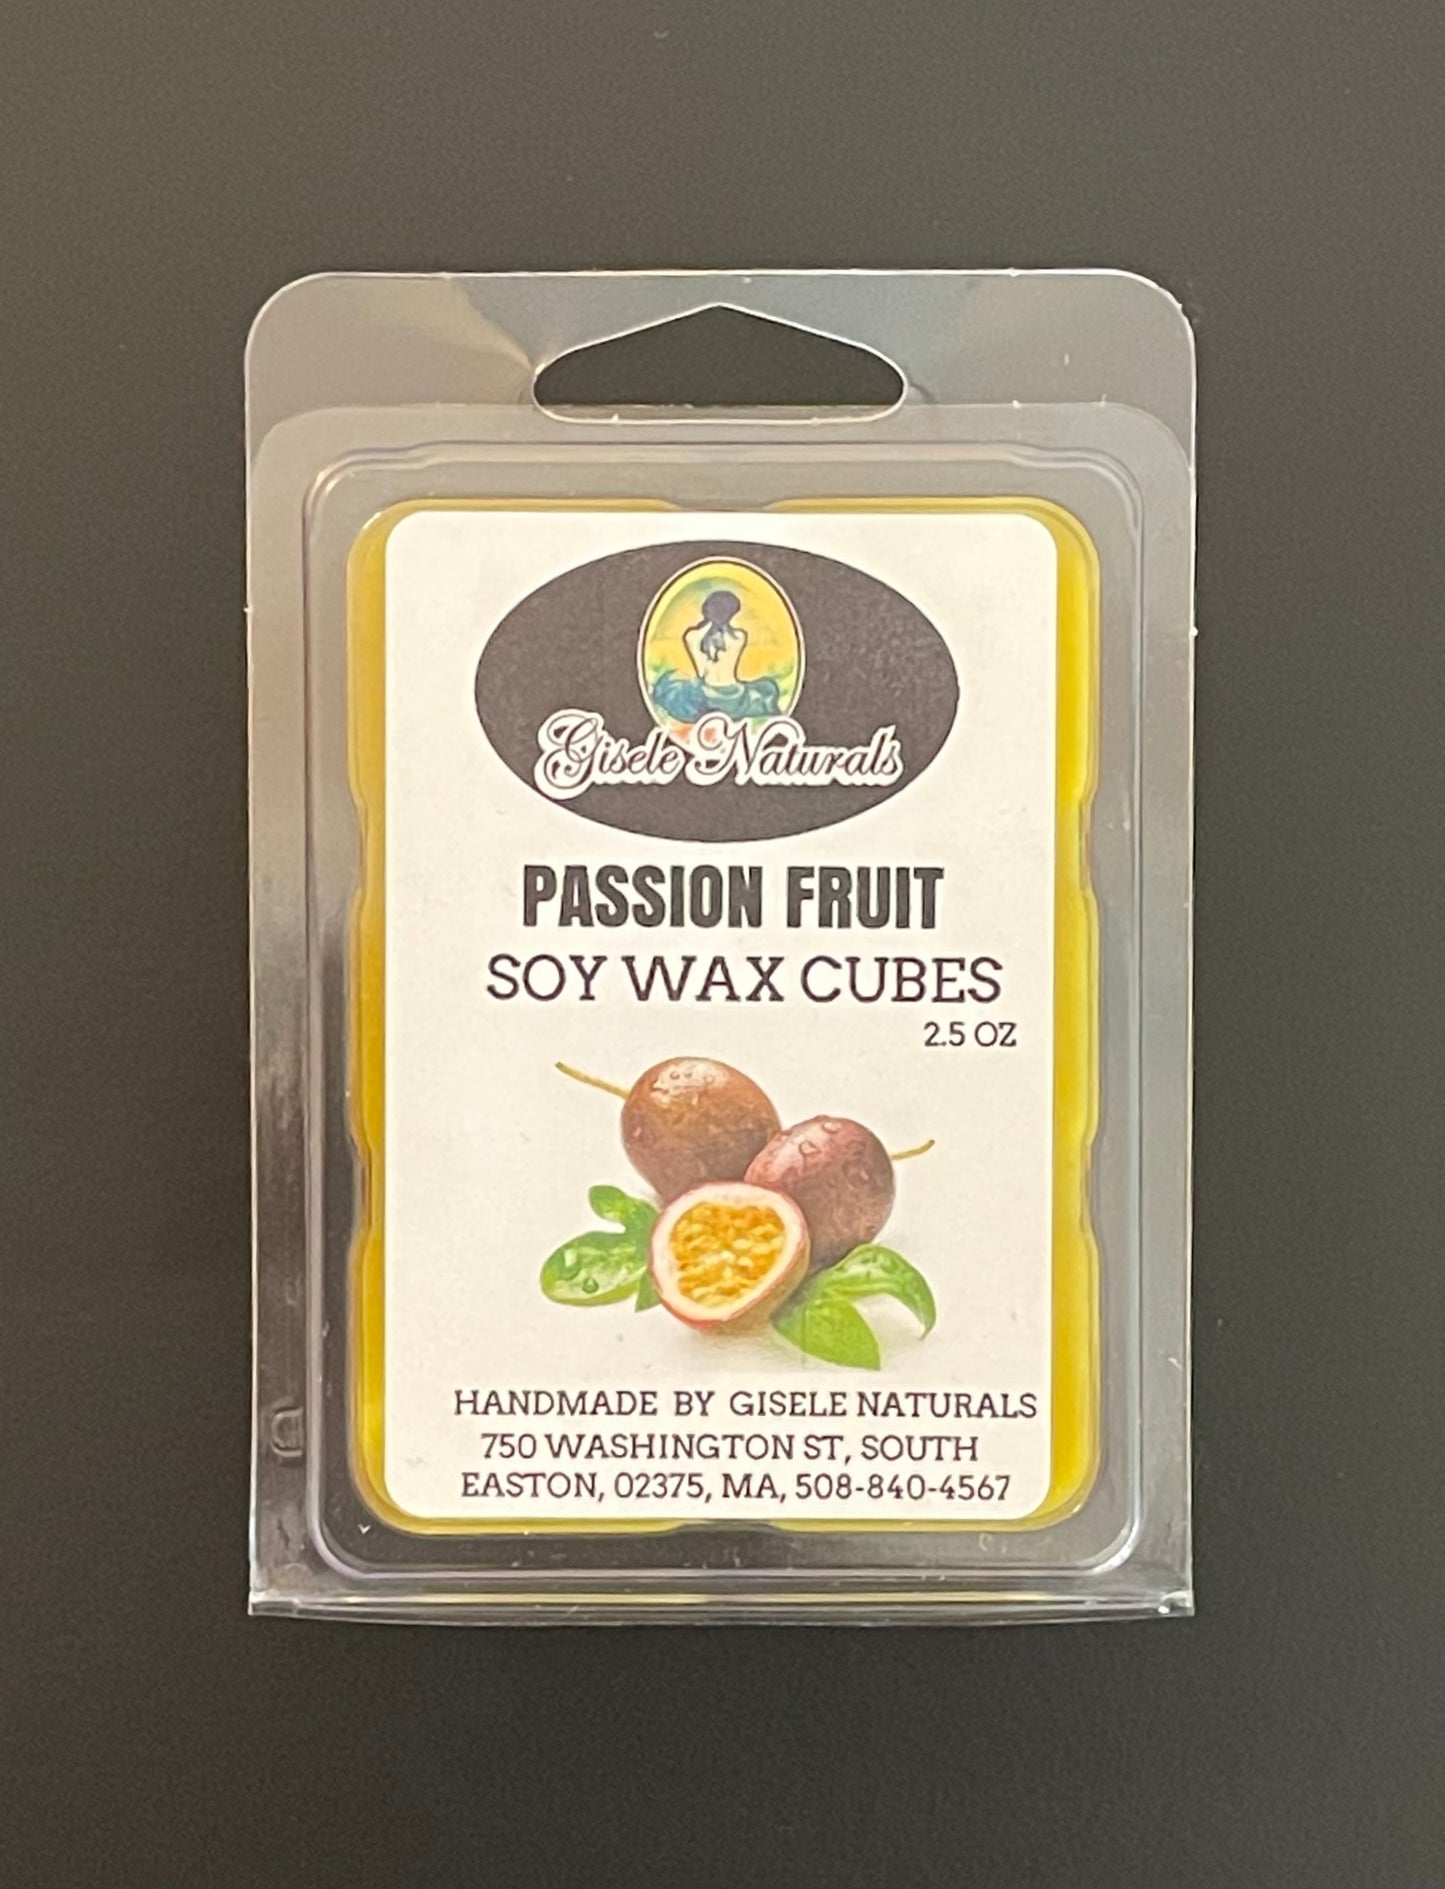 Gisele Naturals
PASSION FRUIT
SOY WAX CUBES
2.5 OZ
HANDMADE BY GISELE NATURALS
750 WASHINGTON ST, SOUTH
EASTON, 02375, MA, 508-840-4567